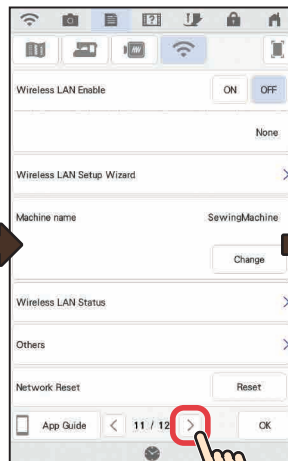 Wireless LAN Enable ON OFF
None
Wireless LAN Setup Wizard
Machine name SewingMachine
Change
Wireless LAN Status
Others
Network Reset Reset
App Guide < 11 / 12 > OK